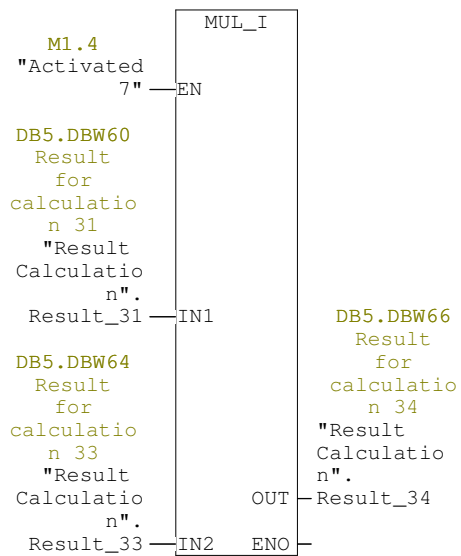 MUL_I
M1.4
"Activated
7"
EN
DB5.DBW60
Result
for
calculatio
n 31
"Result
Calculatio
n".
Result_31
IN1
DB5.DBW64
Result
for
calculatio
n 33
"Result
Calculatio
n".
Result_33
IN2
DB5.DBW66
Result
for
calculatio
n 34
"Result
Calculatio
n".
OUT
Result_34
ENO